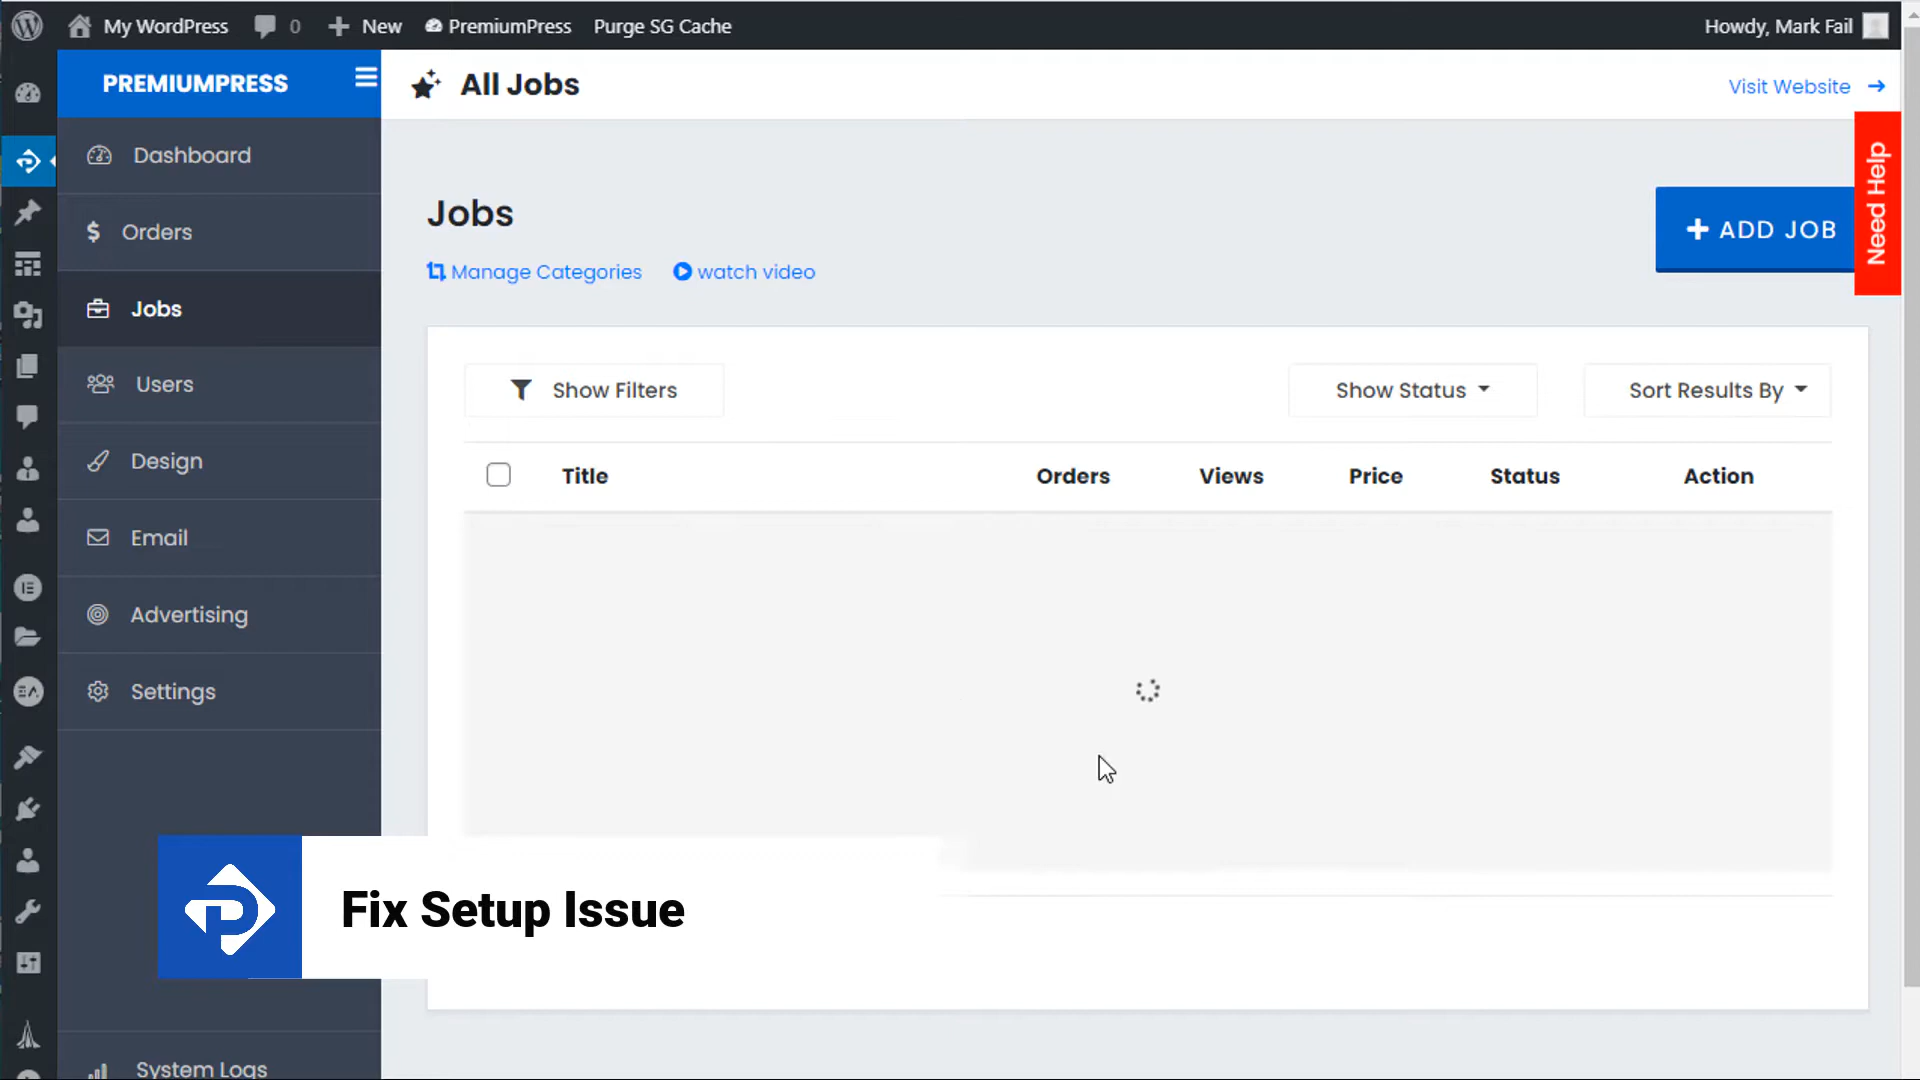 My WordPress 0 New PremiumPress Purge SG Cache Howdy, Mark Fail
PREMIUMPRESS
All Jobs
Visit Website
Dashboard
Orders
Jobs
Users
Design
Email
Advertising
Settings
System Logs
Jobs
Manage Categories watch video
ADD JOB
Need Help
Show Filters Show Status Sort Results By
Title Orders Views Price Status Action
Fix Setup Issue